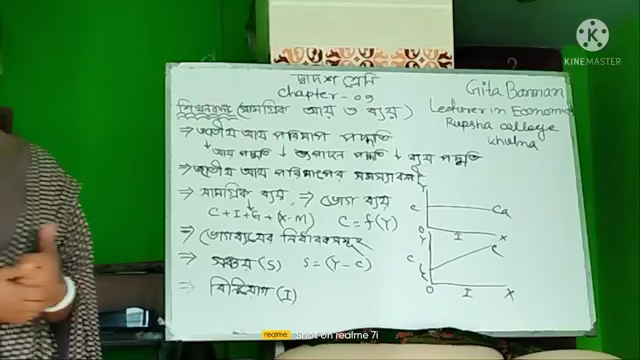 দ্বাদশ শ্রেণি
Chapter - 09
শিখনফল (সামগ্রিক আয় ও ব্যয়)
⇒ জাতীয় আয় পরিমাপ পদ্ধতি
↓ আয় পদ্ধতি ↓ উৎপাদন পদ্ধতি ↓ ব্যয় পদ্ধতি
⇒ জাতীয় আয় পরিমাপের সমস্যাবলী
⇒ সামগ্রিক ব্যয়, ⇒ ভোগ ব্যয়
C + I + G + (X - M) C = f(Y)
⇒ ভোগব্যয়ের নির্ধারকসমূহ
⇒ সঞ্চয় (S) S = (Y - C)
⇒ বিনিয়োগ (I)
Gita Barman
Lecturer in Economics
Rupsha college
Khulna
Y
C Ca
O I X
Y
C
O I X
KINEMASTER
realme Shot on realme 7i